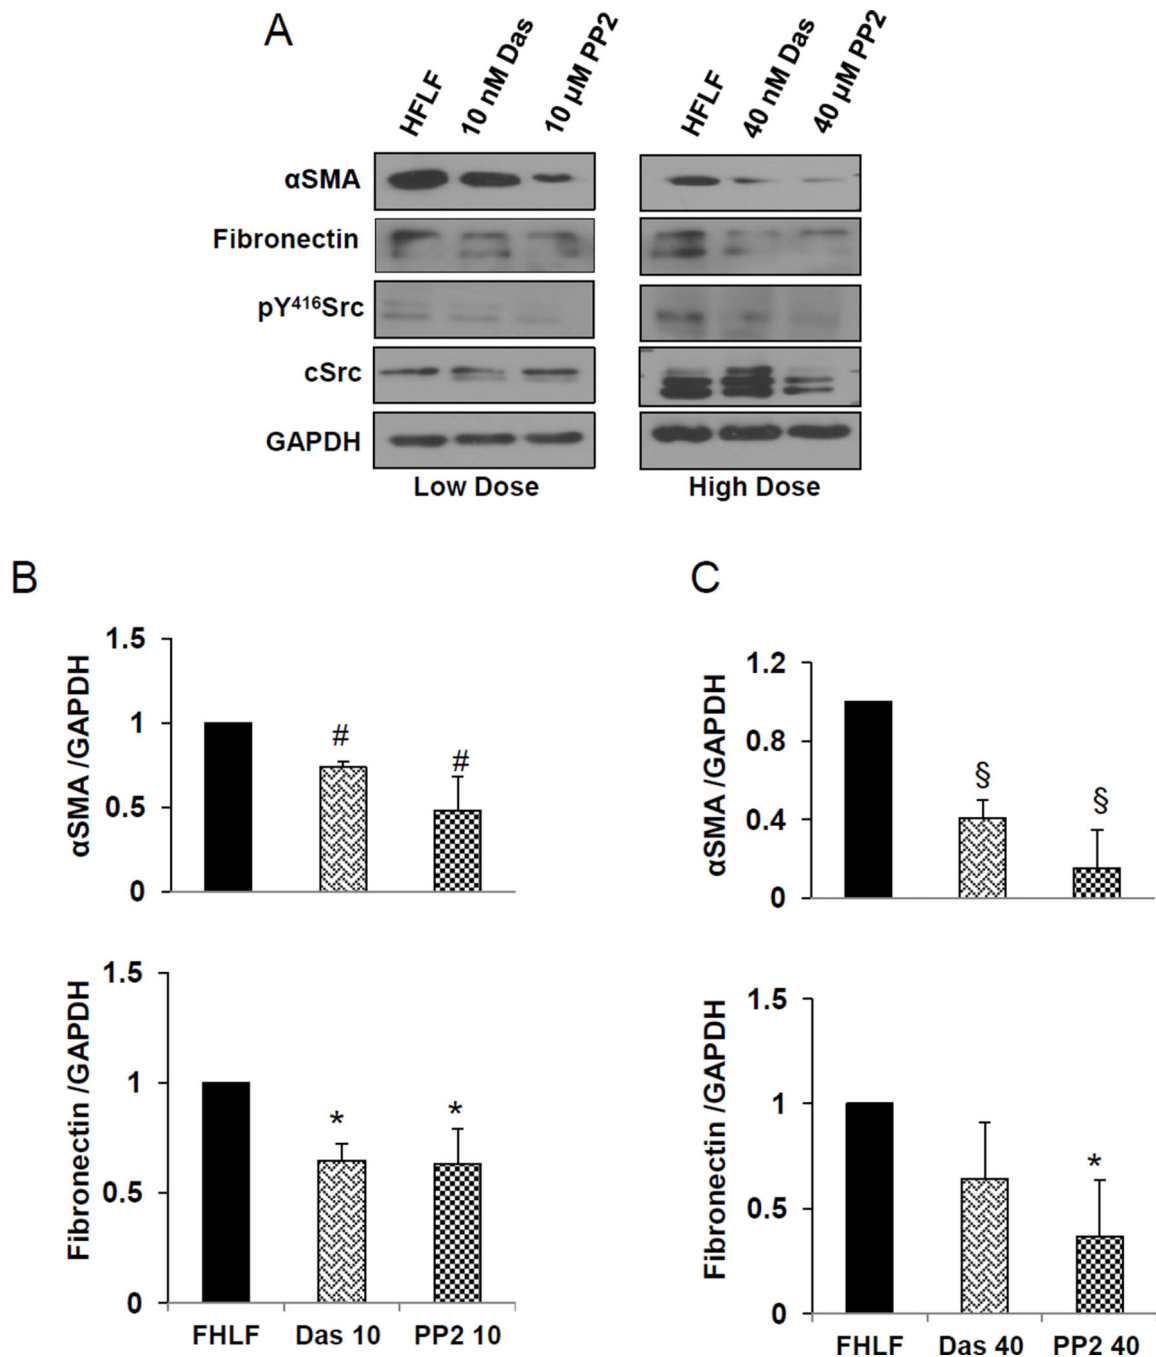 A
HFLF 10 nM Das 10 µM PP2 HFLF 40 nM Das 40 µM PP2
αSMA
Fibronectin
pY⁴¹⁶Src
cSrc
GAPDH
Low Dose High Dose
B
αSMA /GAPDH
1.5
1
0.5
0
#
#
Fibronectin /GAPDH
1.5
1
0.5
0
*
*
FHLF Das 10 PP2 10
C
αSMA /GAPDH
1.2
0.8
0.4
0
§
§
Fibronectin /GAPDH
1.5
1
0.5
0
*
FHLF Das 40 PP2 40